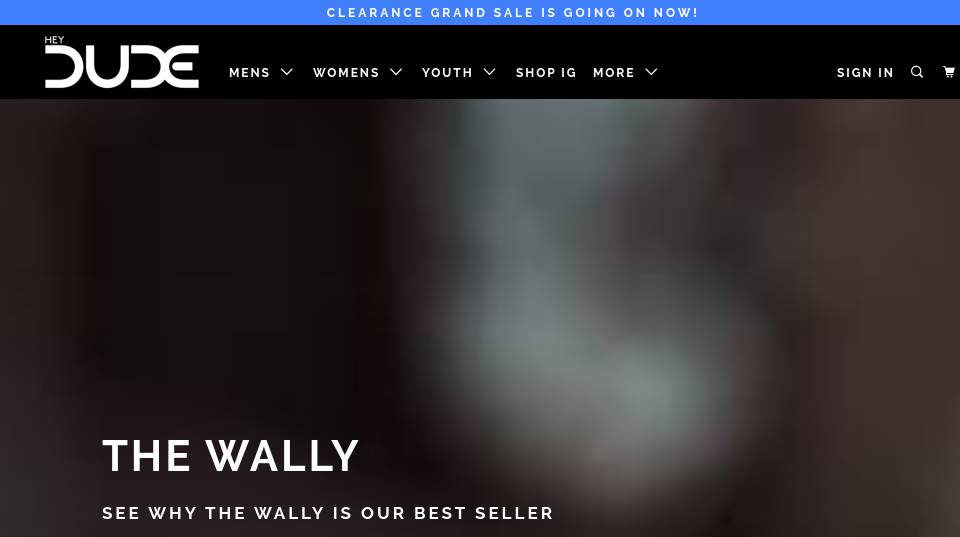 CLEARANCE GRAND SALE IS GOING ON NOW!
HEY
DUDE
MENS WOMENS YOUTH SHOP IG MORE SIGN IN
THE WALLY
SEE WHY THE WALLY IS OUR BEST SELLER